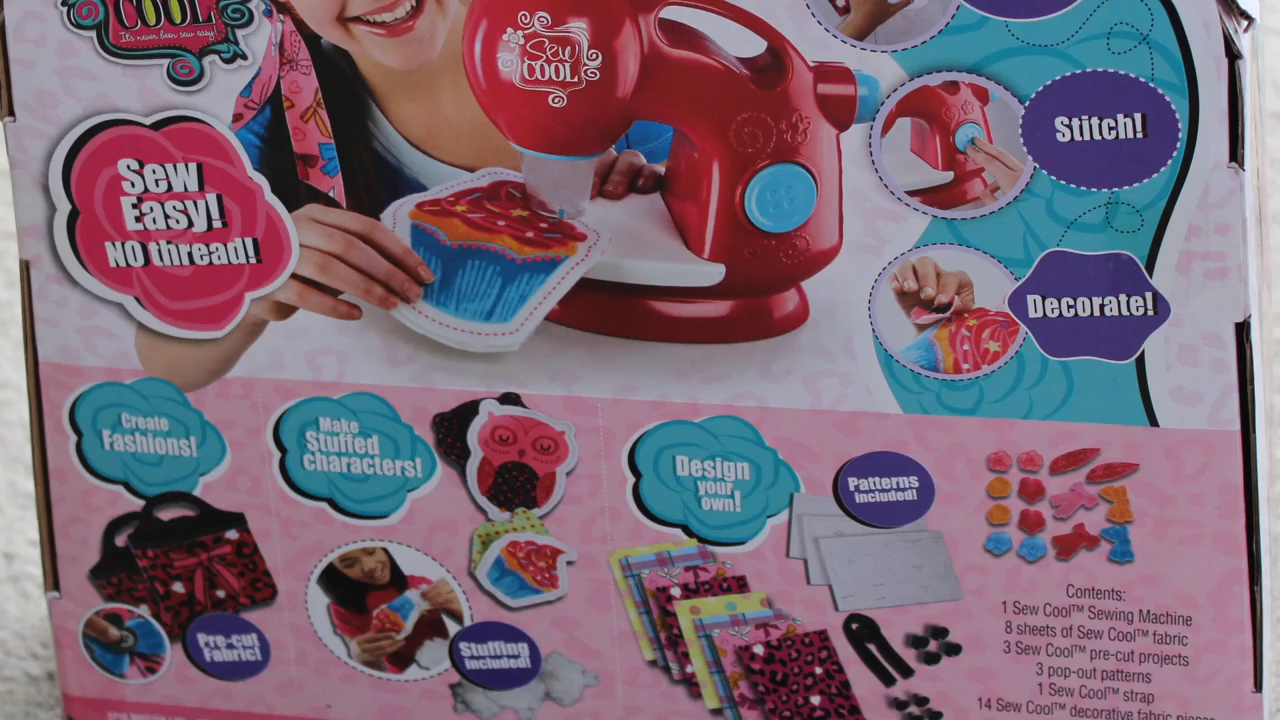 COOL
It's never been sew easy!
Sew
COOL
Sew
Easy!
NO thread!
Stitch!
Decorate!
Create
Fashions!
Pre-cut
Fabric!
Make
Stuffed
characters!
Stuffing
included!
Design
your
own!
Patterns
included!
Contents:
1 Sew Cool™ Sewing Machine
8 sheets of Sew Cool™ fabric
3 Sew Cool™ pre-cut projects
3 pop-out patterns
1 Sew Cool™ strap
14 Sew Cool™ decorative fabric pieces